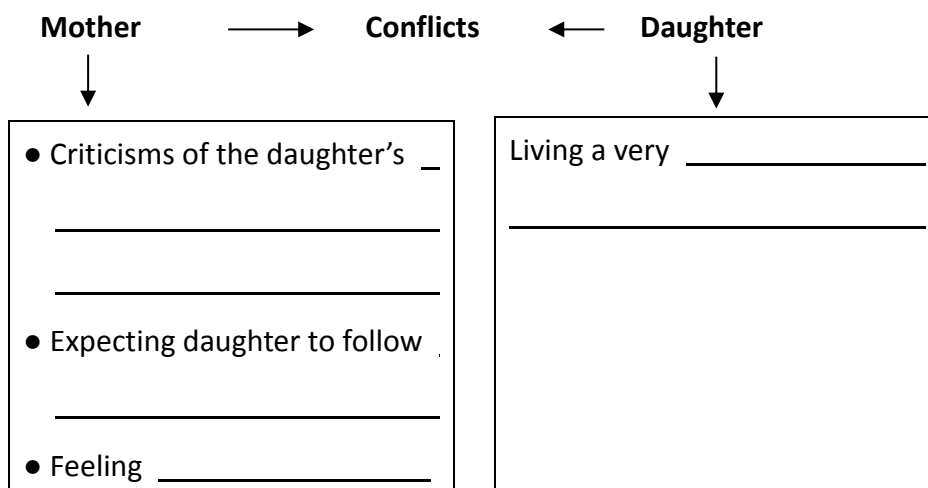 Mother Conflicts Daughter
● Criticisms of the daughter’s
● Expecting daughter to follow
● Feeling
Living a very